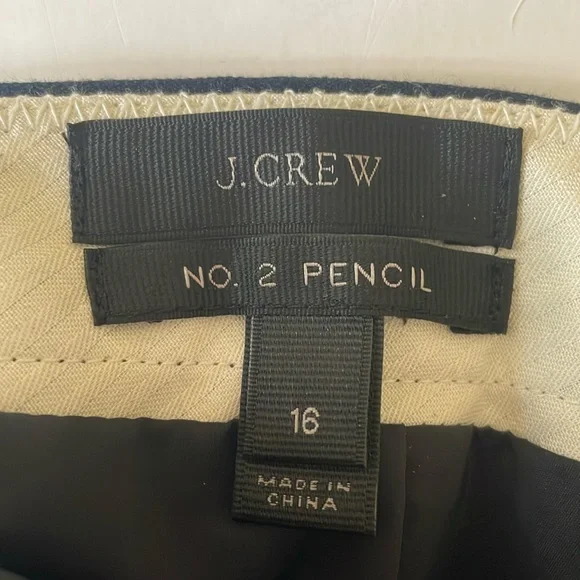 J.CREW
NO. 2 PENCIL
16
MADE IN
CHINA